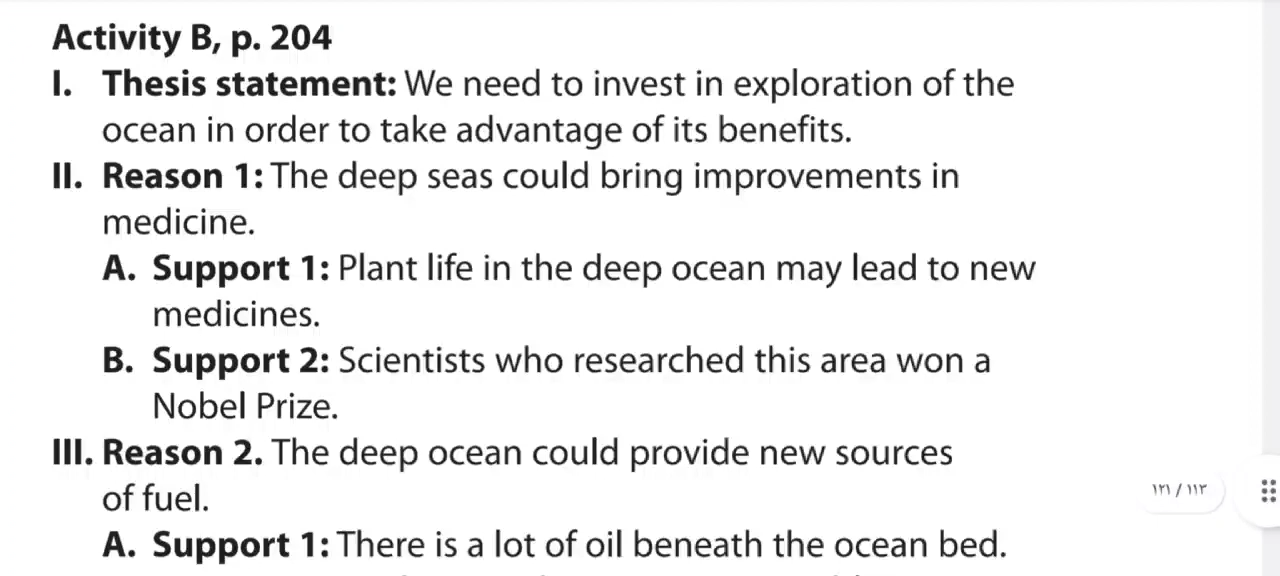 Activity B, p. 204
I. Thesis statement: We need to invest in exploration of the
ocean in order to take advantage of its benefits.
II. Reason 1: The deep seas could bring improvements in
medicine.
A. Support 1: Plant life in the deep ocean may lead to new
medicines.
B. Support 2: Scientists who researched this area won a
Nobel Prize.
III. Reason 2. The deep ocean could provide new sources
of fuel.
١٢١ / ١١٣
A. Support 1: There is a lot of oil beneath the ocean bed.